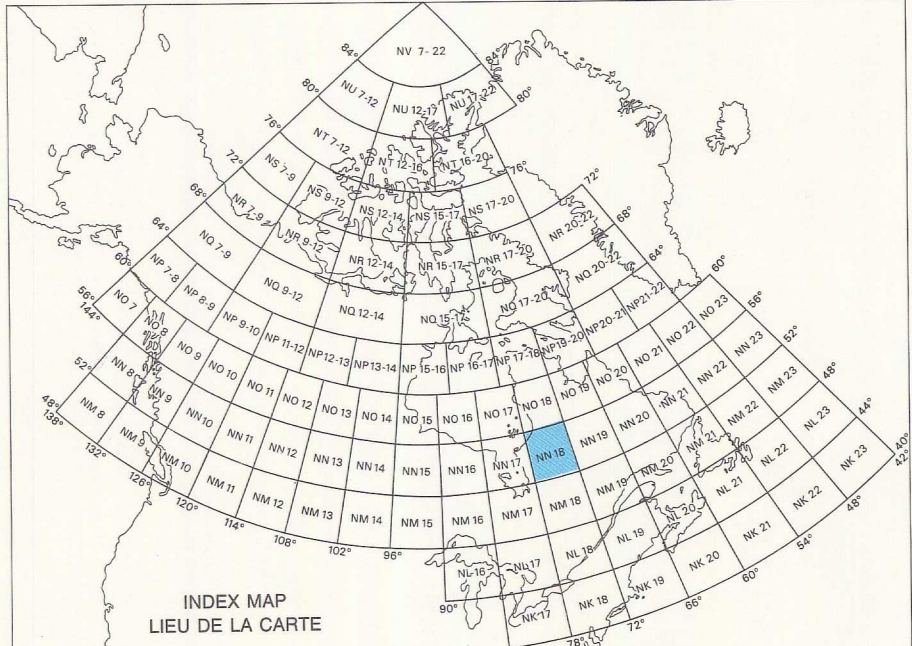 NV 7-22
84°
84°
NU 7-12
NU 12-17
NU 17-22
80°
80°
NT 7-12
NT 12-16
NT 16-20
76°
76°
NS 7-9
NS 9-12
NS 12-14
NS 15-17
NS 17-20
72°
72°
NR 7-9
NR 9-12
NR 12-14
NR 15-17
NR 17-20
NR 20-22
68°
68°
NQ 7-9
NQ 9-12
NQ 12-14
NQ 15-17
NQ 17-20
NQ 20-22
64°
64°
NP 7-8
NP 8-9
NP 9-10
NP 11-12
NP 12-13
NP 13-14
NP 15-16
NP 16-17
NP 17-18
NP 19-20
NP 20-21
NP 21-22
60°
60°
NO 7
NO 8
NO 9
NO 10
NO 11
NO 12
NO 13
NO 14
NO 15
NO 16
NO 17
NO 18
NO 19
NO 20
NO 21
NO 22
NO 23
56°
144°
56°
NN 8
NN 9
NN 10
NN 11
NN 12
NN 13
NN 14
NN 15
NN 16
NN 17
NN 18
NN 19
NN 20
NN 21
NN 22
NN 23
52°
52°
NM 8
NM 9
NM 10
NM 11
NM 12
NM 13
NM 14
NM 15
NM 16
NM 17
NM 18
NM 19
NM 20
NM 21
NM 22
NM 23
48°
138°
48°
NL 16
NL 17
NL 18
NL 19
NL 20
NL 21
NL 22
NL 23
44°
NK 17
NK 18
NK 19
NK 20
NK 21
NK 22
NK 23
40°
42°
132°
126°
120°
114°
108°
102°
96°
90°
78°
72°
66°
60°
54°
48°
INDEX MAP
LIEU DE LA CARTE